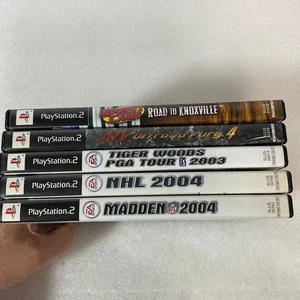 PlayStation 2 ROAD TO KNOXVILLE
PlayStation 2 ATV offroad fury 4
PlayStation 2 TIGER WOODS
PGA TOUR 2003
PlayStation 2 NHL 2004
PlayStation 2 MADDEN NFL 2004